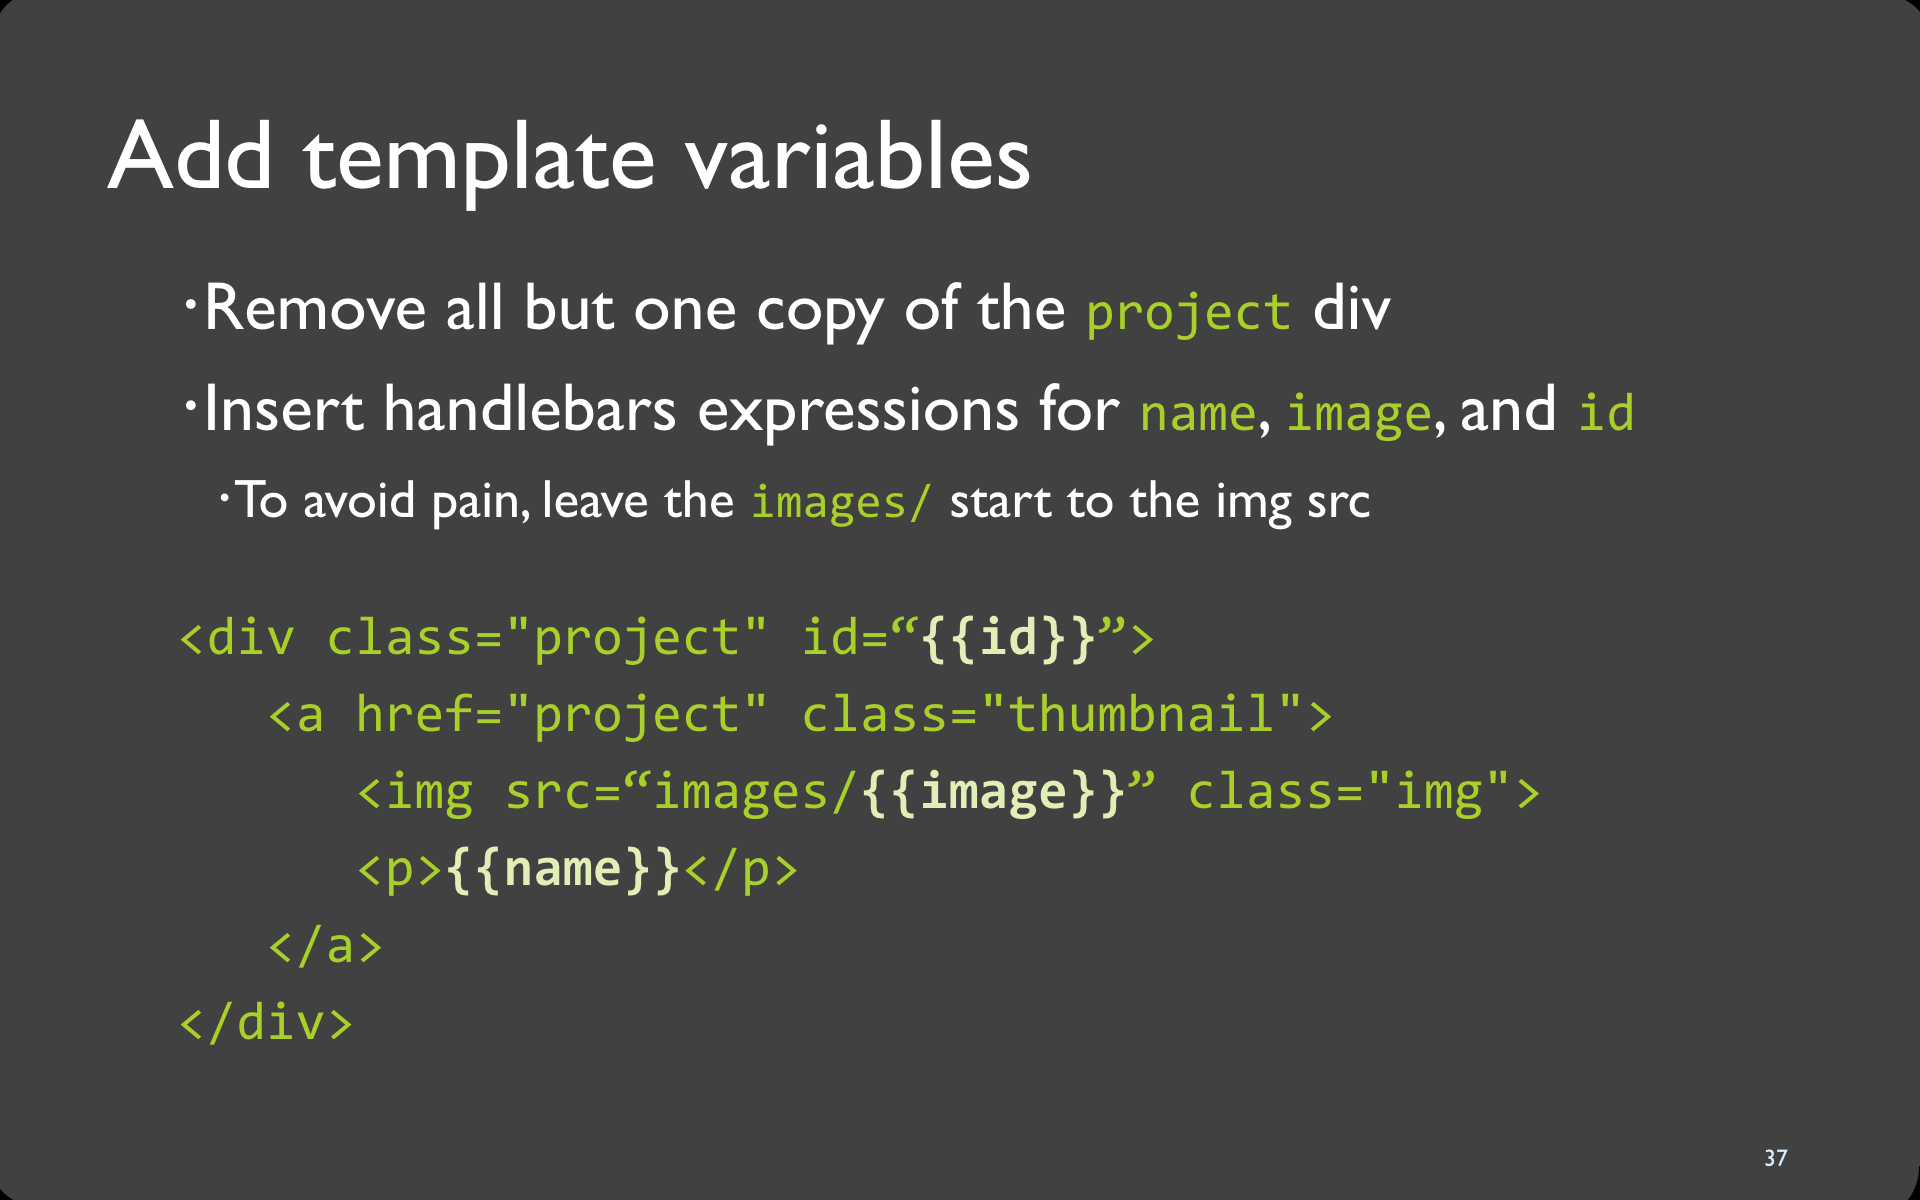 Add template variables
·Remove all but one copy of the project div
·Insert handlebars expressions for name, image, and id
·To avoid pain, leave the images/ start to the img src
<div class="project" id=“{{id}}”>
<a href="project" class="thumbnail">
<img src=“images/{{image}}” class="img">
<p>{{name}}</p>
</a>
</div>
37